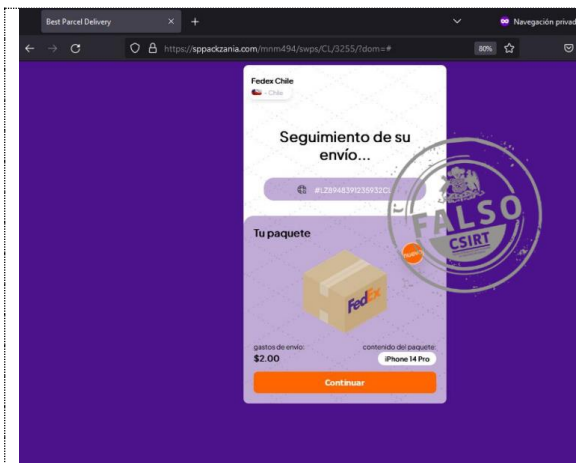 Best Parcel Delivery
Navegación privad
https://sppackzania.com/mnm494/swps/CL/3255/?dom=#
80%
Fedex Chile
- Chile
Seguimiento de su
envío...
#LZ8948391235932CL
FALSO
CSIRT
Tu paquete
FedEx
gastos de envío:
contenido del paquete:
$2.00
iPhone 14 Pro
Continuar